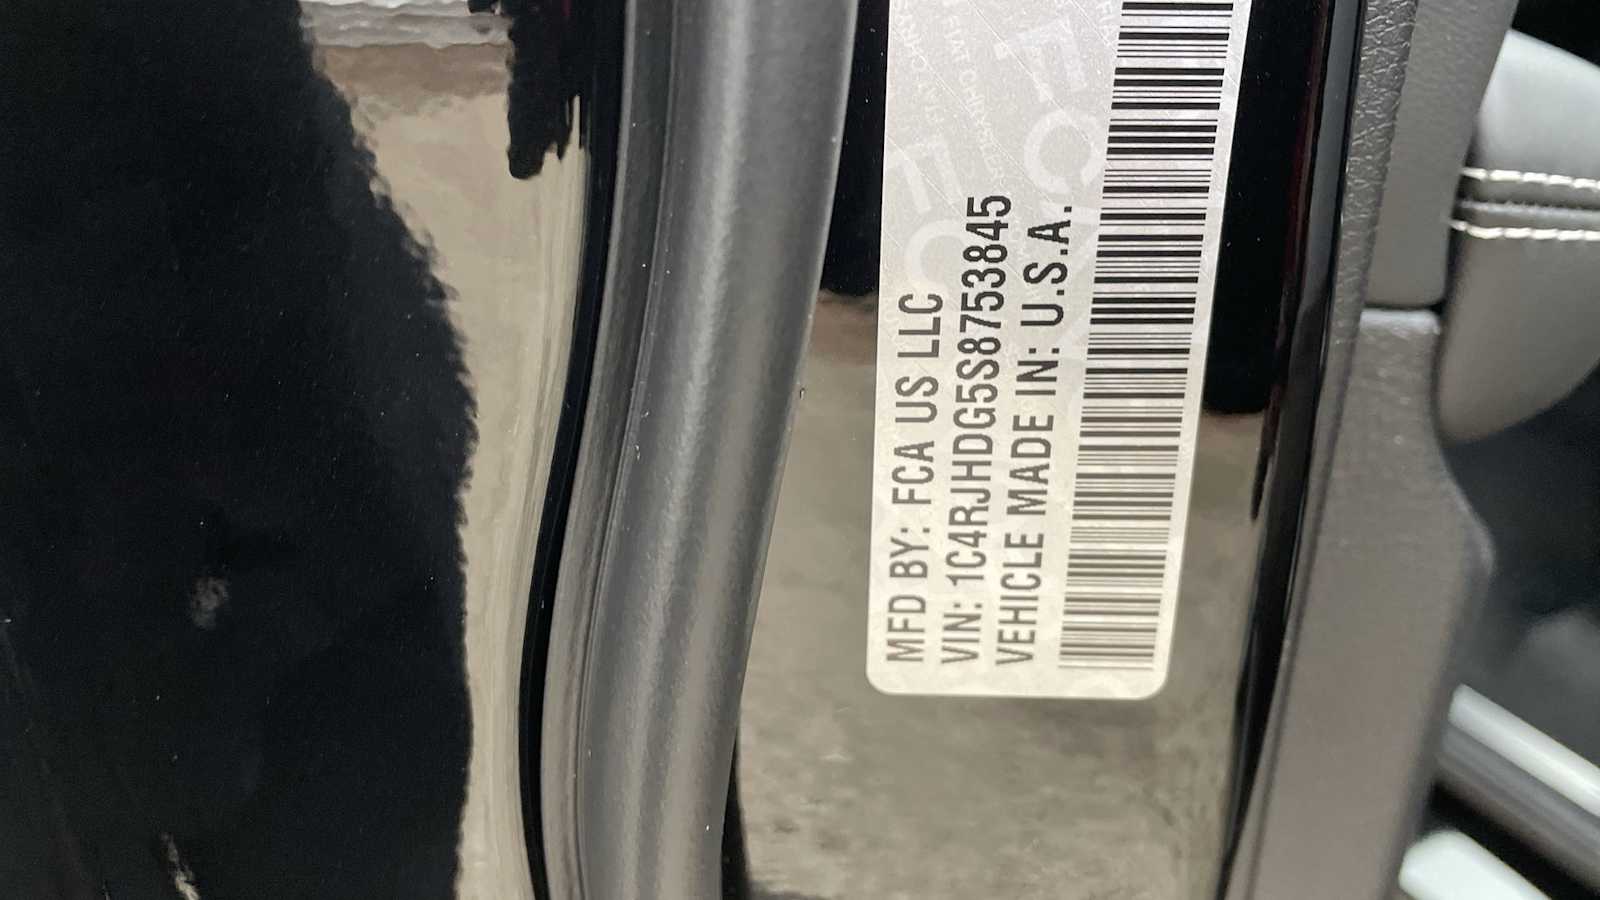 MFD BY: FCA US LLC
VIN: 1C4RJHDG5S8753845
VEHICLE MADE IN: U.S.A.